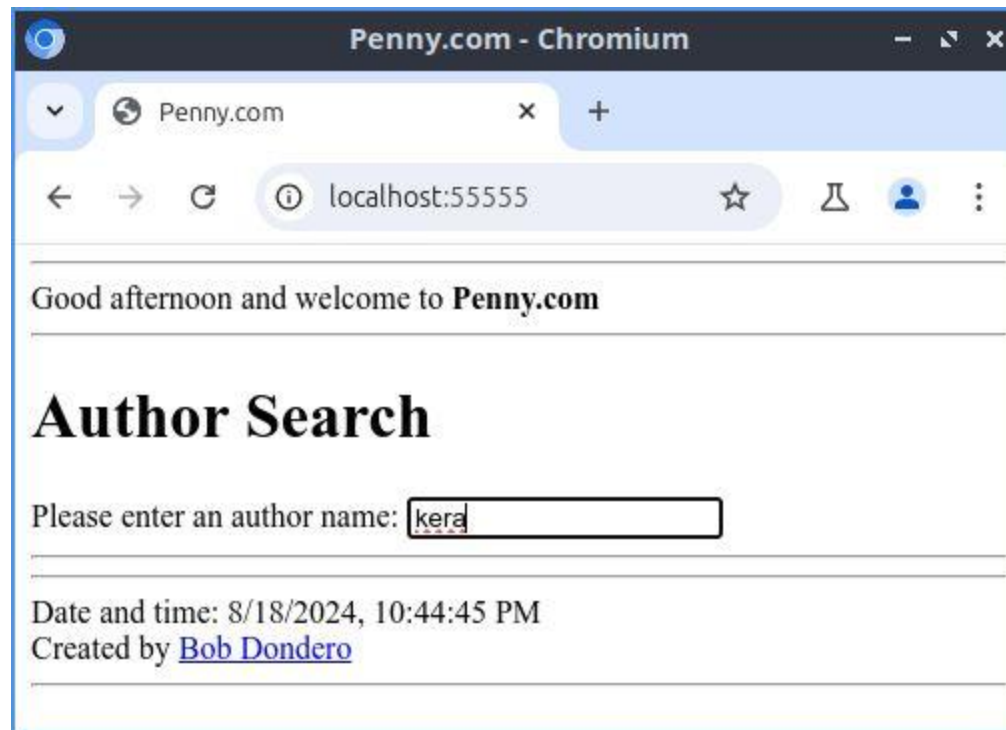 Penny.com - Chromium
Penny.com
localhost:55555
Good afternoon and welcome to Penny.com
Author Search
Please enter an author name: kera
Date and time: 8/18/2024, 10:44:45 PM
Created by Bob Dondero